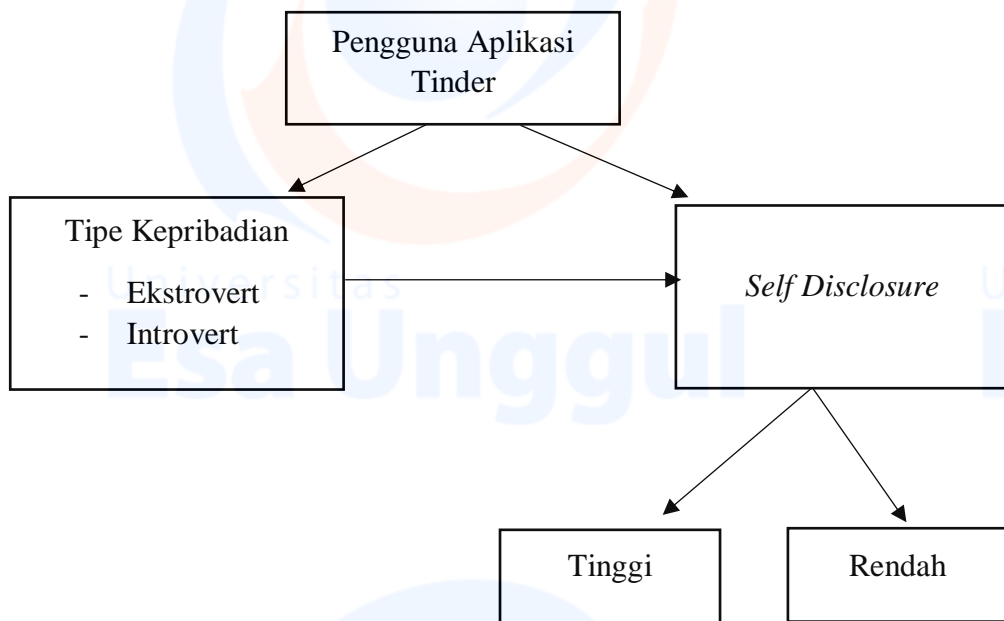 Pengguna Aplikasi
Tinder
Tipe Kepribadian
- Ekstrovert
- Introvert
Self Disclosure
Universitas
Esa Unggul
Tinggi
Rendah